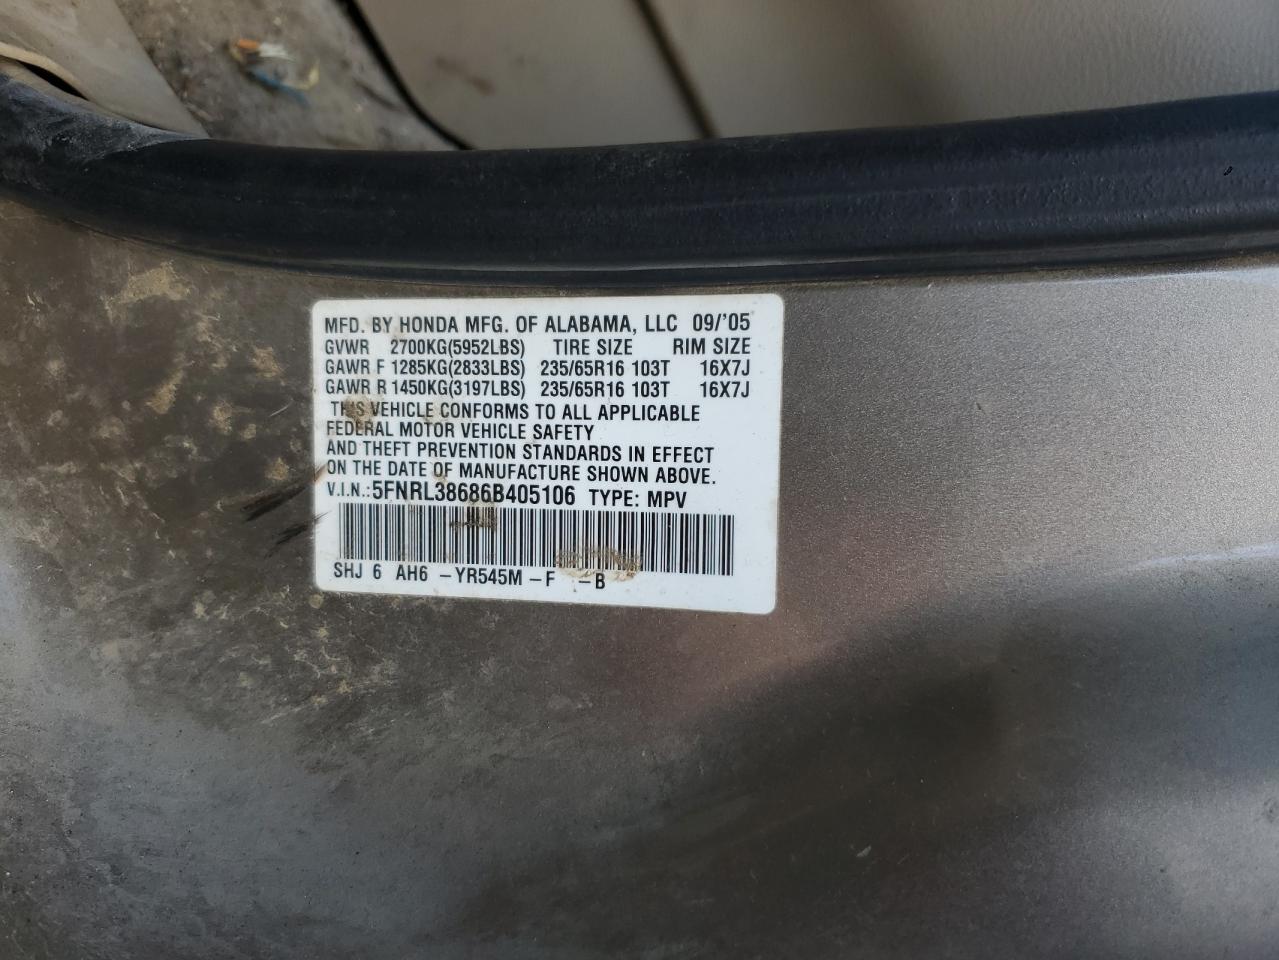 MFD. BY HONDA MFG. OF ALABAMA, LLC 09/'05
GVWR 2700KG(5952LBS) TIRE SIZE RIM SIZE
GAWR F 1285KG(2833LBS) 235/65R16 103T 16X7J
GAWR R 1450KG(3197LBS) 235/65R16 103T 16X7J
THIS VEHICLE CONFORMS TO ALL APPLICABLE
FEDERAL MOTOR VEHICLE SAFETY
AND THEFT PREVENTION STANDARDS IN EFFECT
ON THE DATE OF MANUFACTURE SHOWN ABOVE.
V.I.N.:5FNRL38686B405106 TYPE: MPV
SHJ 6 AH6 -YR545M -F -B